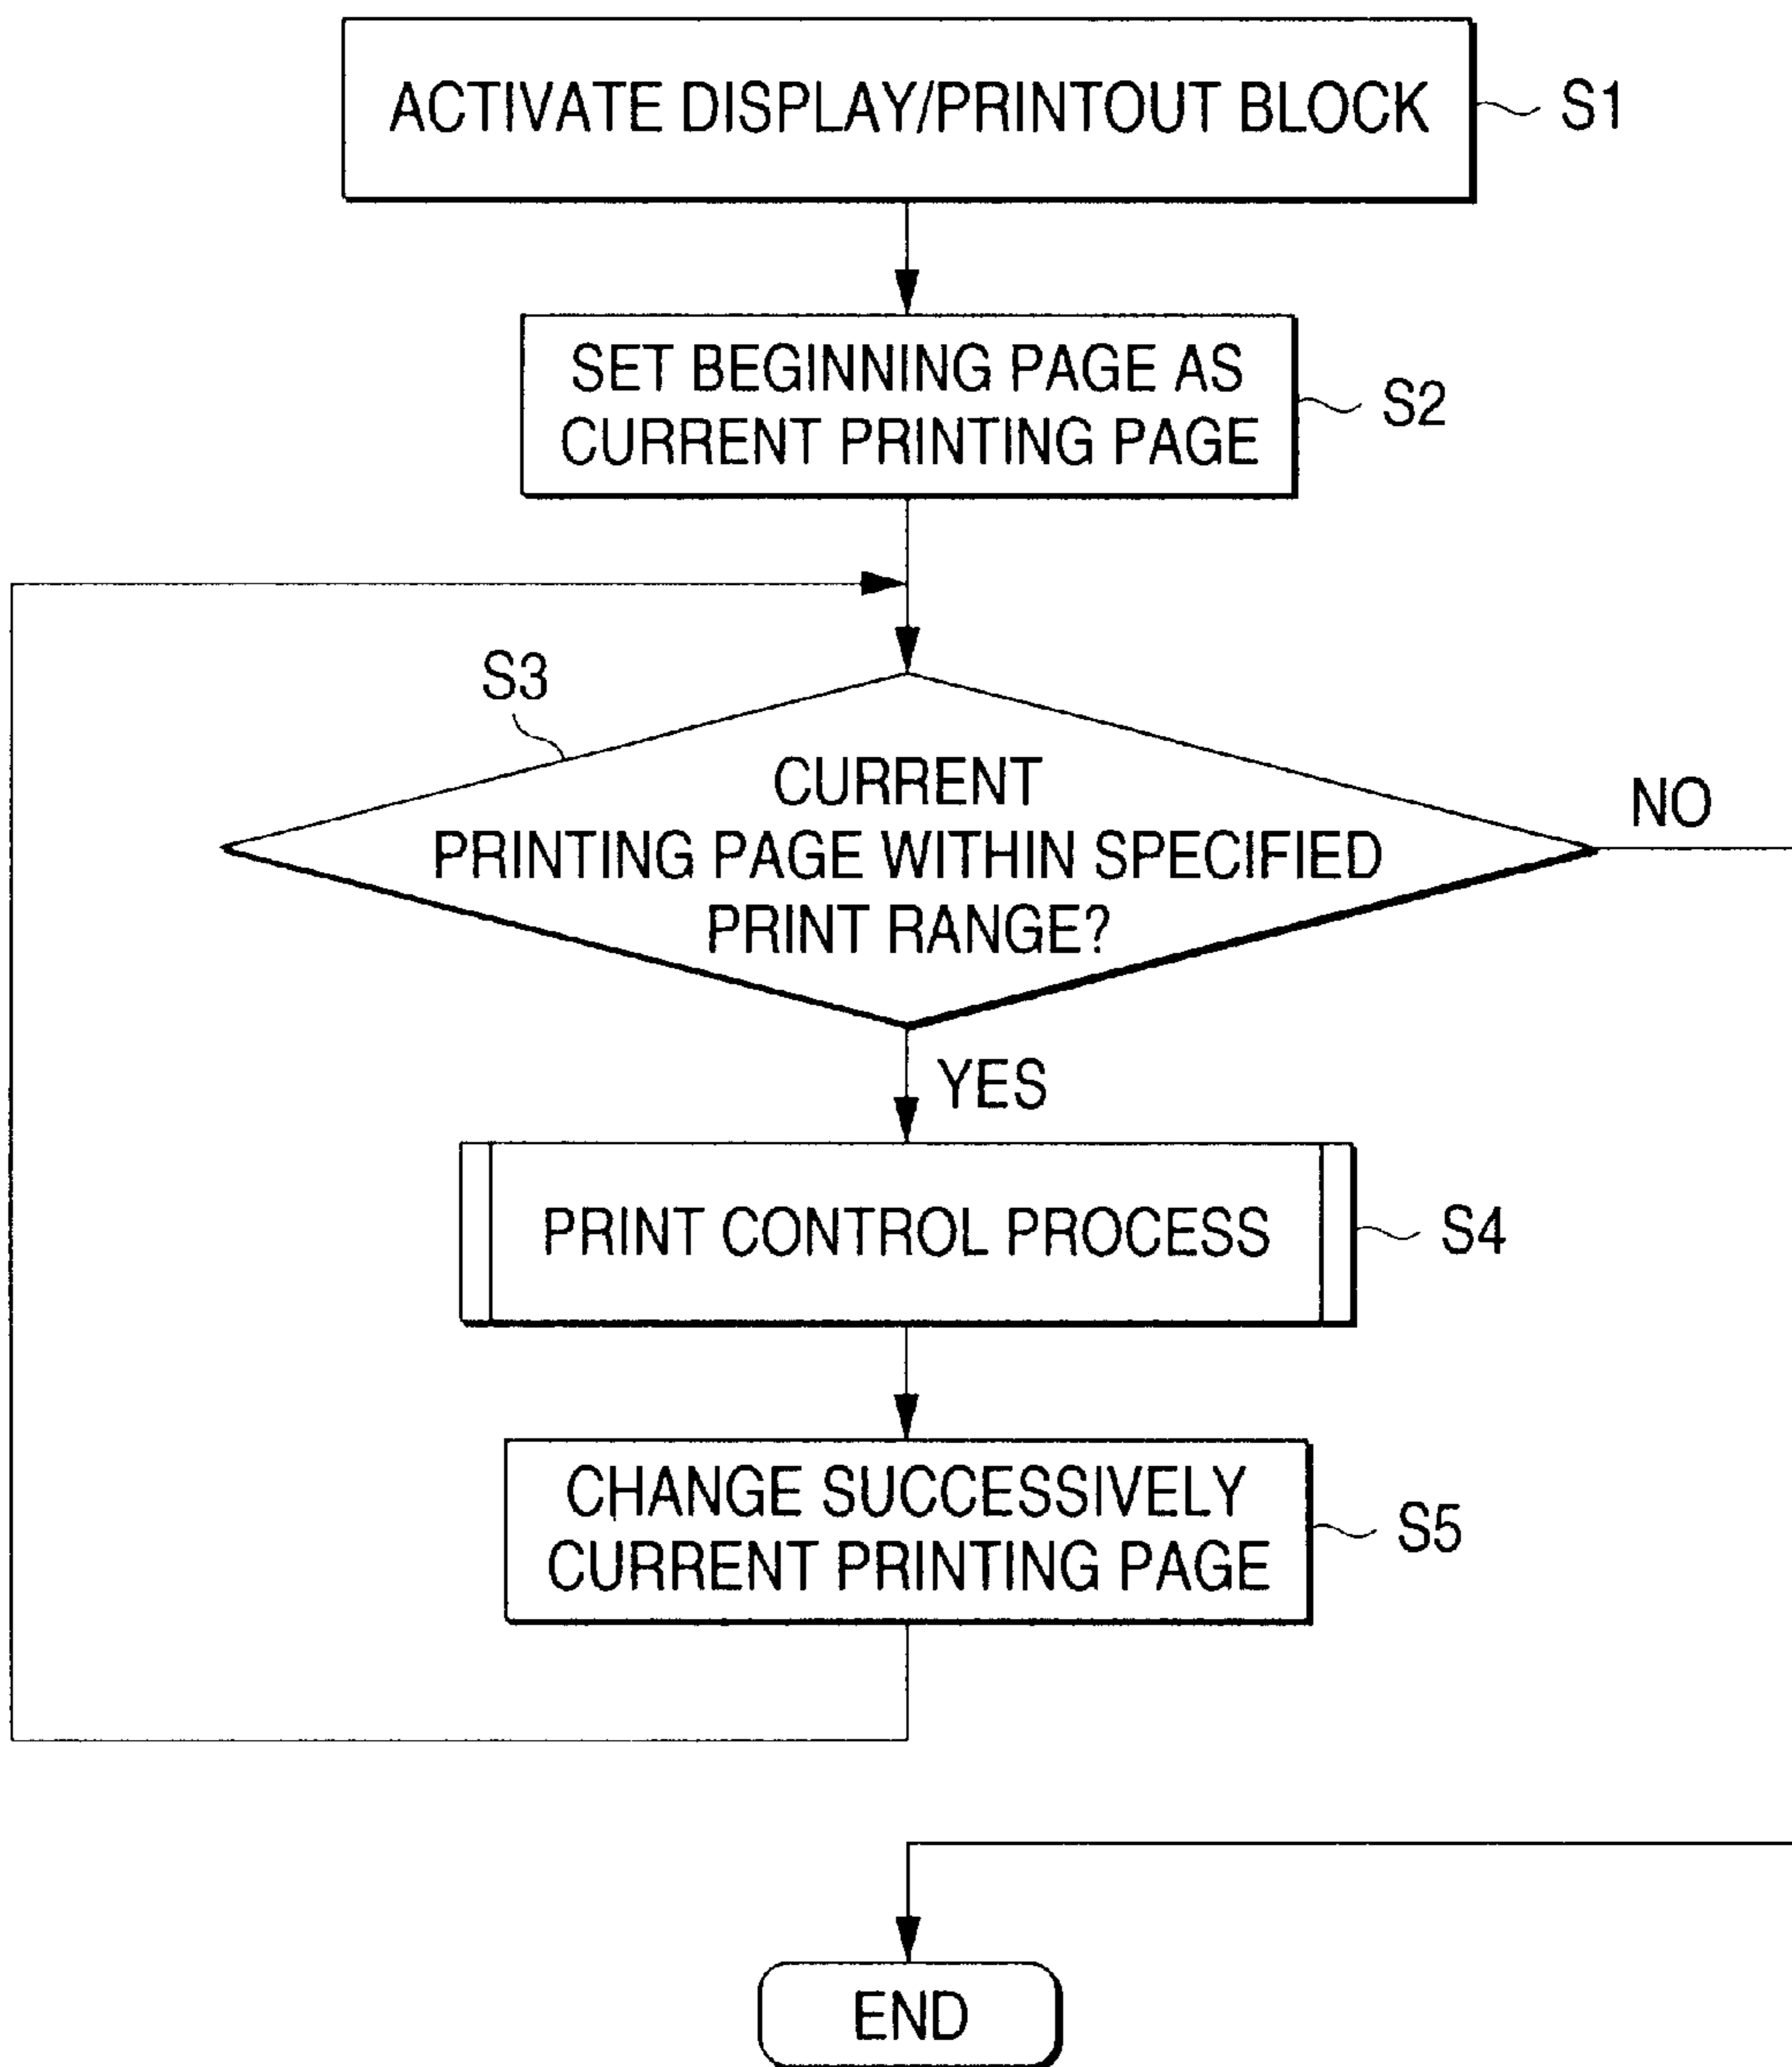 ACTIVATE DISPLAY/PRINTOUT BLOCK
S1
SET BEGINNING PAGE AS
CURRENT PRINTING PAGE
S2
S3
CURRENT
PRINTING PAGE WITHIN SPECIFIED
PRINT RANGE?
NO
YES
PRINT CONTROL PROCESS
S4
CHANGE SUCCESSIVELY
CURRENT PRINTING PAGE
S5
END